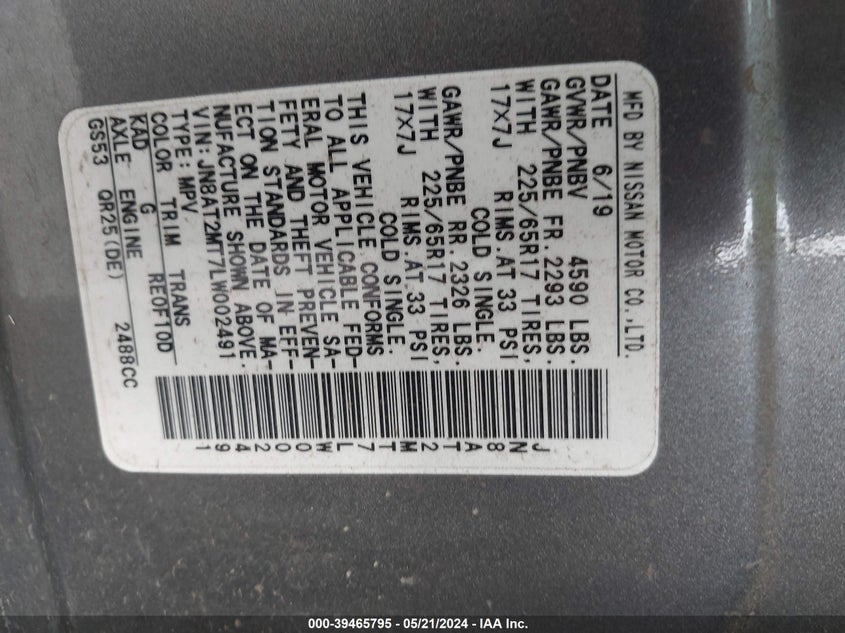 MFD BY NISSAN MOTOR CO.,LTD.
DATE 6/19
GVWR/PNBV 4590 LBS.
GAWR/PNBE FR. 2293 LBS.
WITH 225/65R17 TIRES,
17X7J RIMS.AT 33 PSI
COLD SINGLE.
GAWR/PNBE RR. 2326 LBS.
WITH 225/65R17 TIRES,
17X7J RIMS.AT 33 PSI
COLD SINGLE.
THIS VEHICLE CONFORMS
TO ALL APPLICABLE FED-
ERAL MOTOR VEHICLE SA-
FETY AND THEFT PREVEN-
TION STANDARDS IN EFF-
ECT ON THE DATE OF MA-
NUFACTURE SHOWN ABOVE.
VIN:JN8AT2MT7LW002491
TYPE:MPV
COLOR TRIM TRANS
KAD G RE0F10D
AXLE ENGINE
GS53 QR25(DE) 2488CC
JN8AT2MT7LW002491
000-39465795 - 05/21/2024 - IAA Inc.